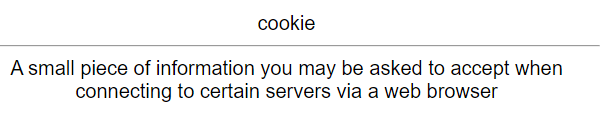 cookie
A small piece of information you may be asked to accept when
connecting to certain servers via a web browser